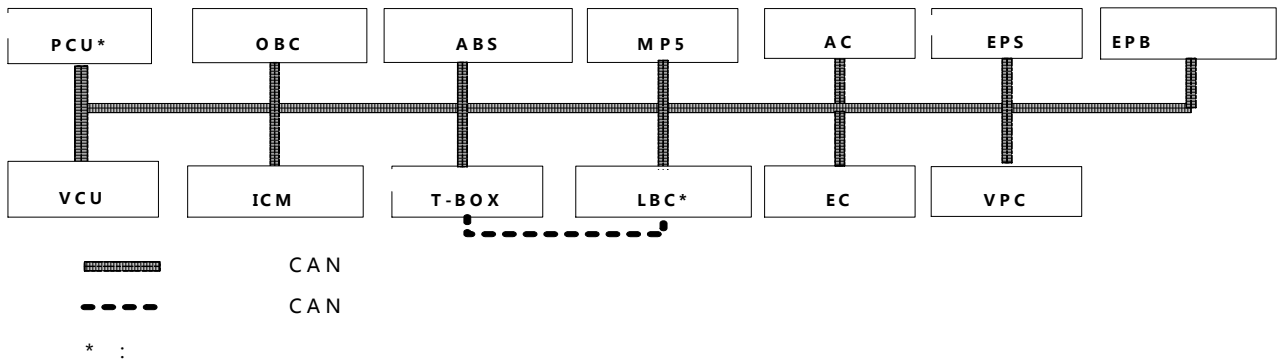 PCU* OBC ABS MP5 AC EPS EPB
VCU ICM T-BOX LBC* EC VPC
CAN
CAN
* :